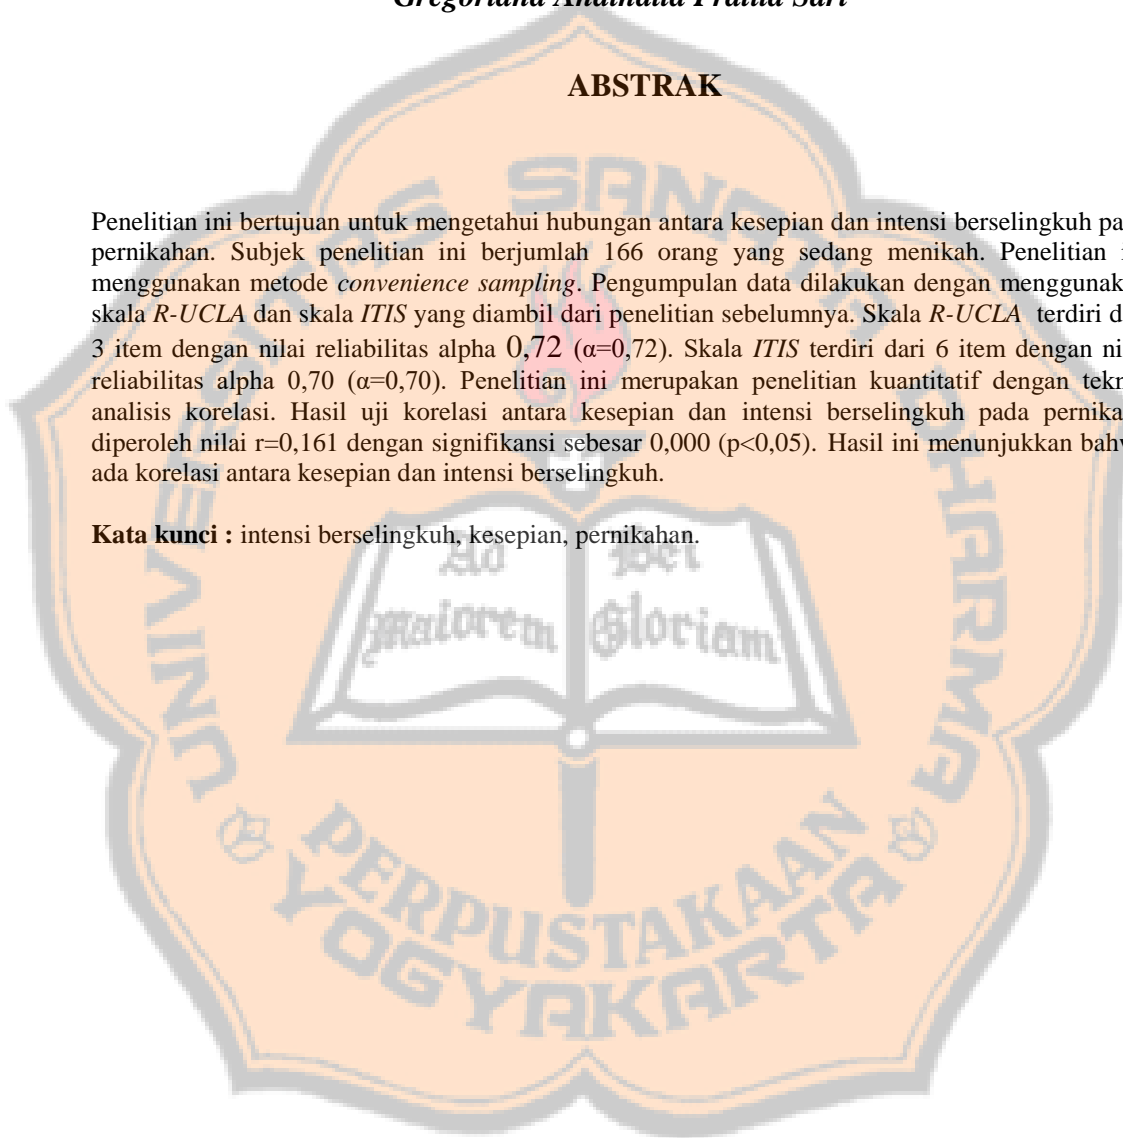 ABSTRAK
Penelitian ini bertujuan untuk mengetahui hubungan antara kesepian dan intensi berselingkuh pa
pernikahan. Subjek penelitian ini berjumlah 166 orang yang sedang menikah. Penelitian i
menggunakan metode convenience sampling. Pengumpulan data dilakukan dengan menggunak
skala R-UCLA dan skala ITIS yang diambil dari penelitian sebelumnya. Skala R-UCLA terdiri d
3 item dengan nilai reliabilitas alpha 0,72 (α=0,72). Skala ITIS terdiri dari 6 item dengan ni
reliabilitas alpha 0,70 (α=0,70). Penelitian ini merupakan penelitian kuantitatif dengan tekn
analisis korelasi. Hasil uji korelasi antara kesepian dan intensi berselingkuh pada pernika
diperoleh nilai r=0,161 dengan signifikansi sebesar 0,000 (p<0,05). Hasil ini menunjukkan bahw
ada korelasi antara kesepian dan intensi berselingkuh.
Kata kunci : intensi berselingkuh, kesepian, pernikahan.
UNIVERSITAS SANATA DHARMA
Ad Dei
Maiorem Gloriam
PERPUSTAKAAN
YOGYAKARTA